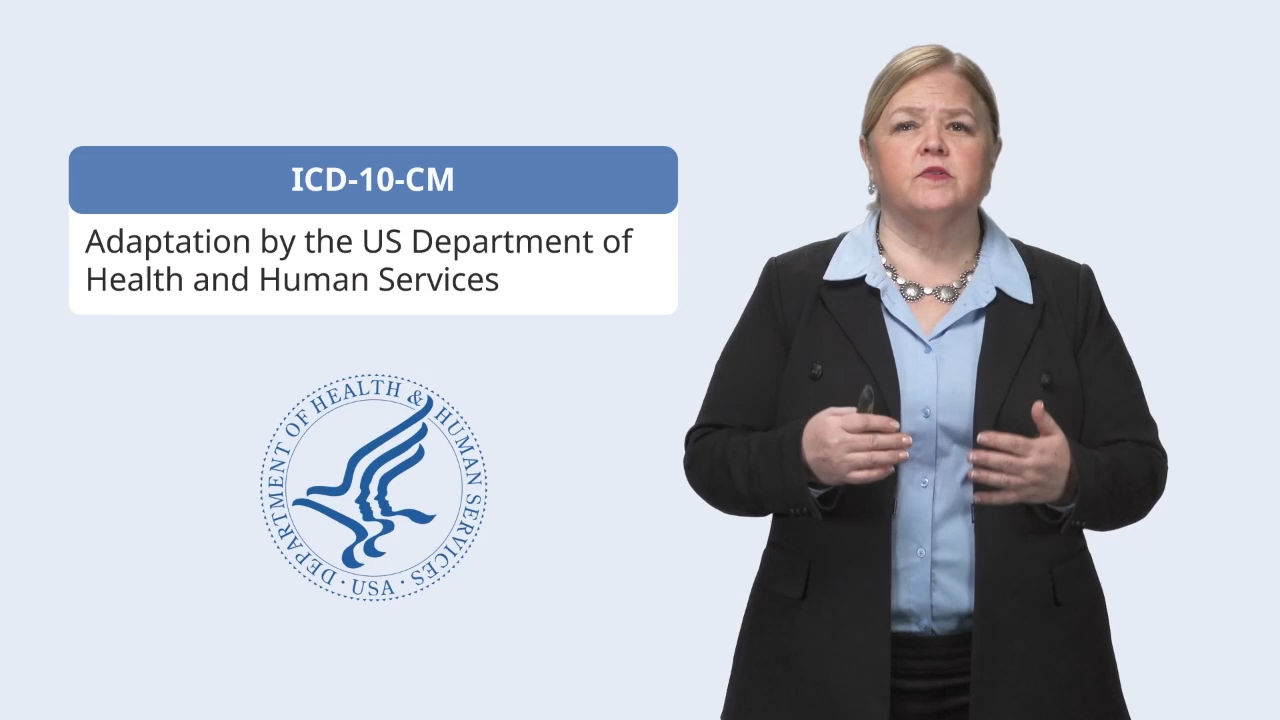 ICD-10-CM
Adaptation by the US Department of
Health and Human Services
DEPARTMENT OF HEALTH & HUMAN SERVICES · USA ·